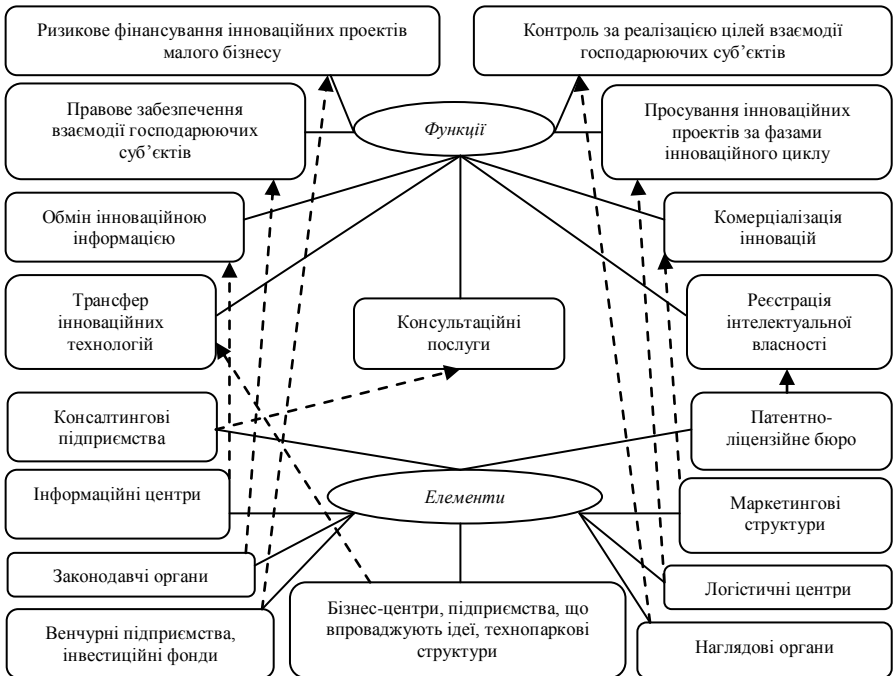 Ризикове фінансування інноваційних проектів
малого бізнесу
Контроль за реалізацією цілей взаємодії
господарюючих суб’єктів
Правове забезпечення
взаємодії господарюючих
суб’єктів
Функції
Просування інноваційних
проектів за фазами
інноваційного циклу
Обмін інноваційною
інформацією
Комерціалізація
інновацій
Трансфер
інноваційних
технологій
Консультаційні
послуги
Реєстрація
інтелектуальної
власності
Консалтингові
підприємства
Патентно-
ліцензійне бюро
Інформаційні центри
Елементи
Маркетингові
структури
Законодавчі органи
Логістичні центри
Венчурні підприємства,
інвестиційні фонди
Бізнес-центри, підприємства, що
впроваджують ідеї, технопаркові
структури
Наглядові органи